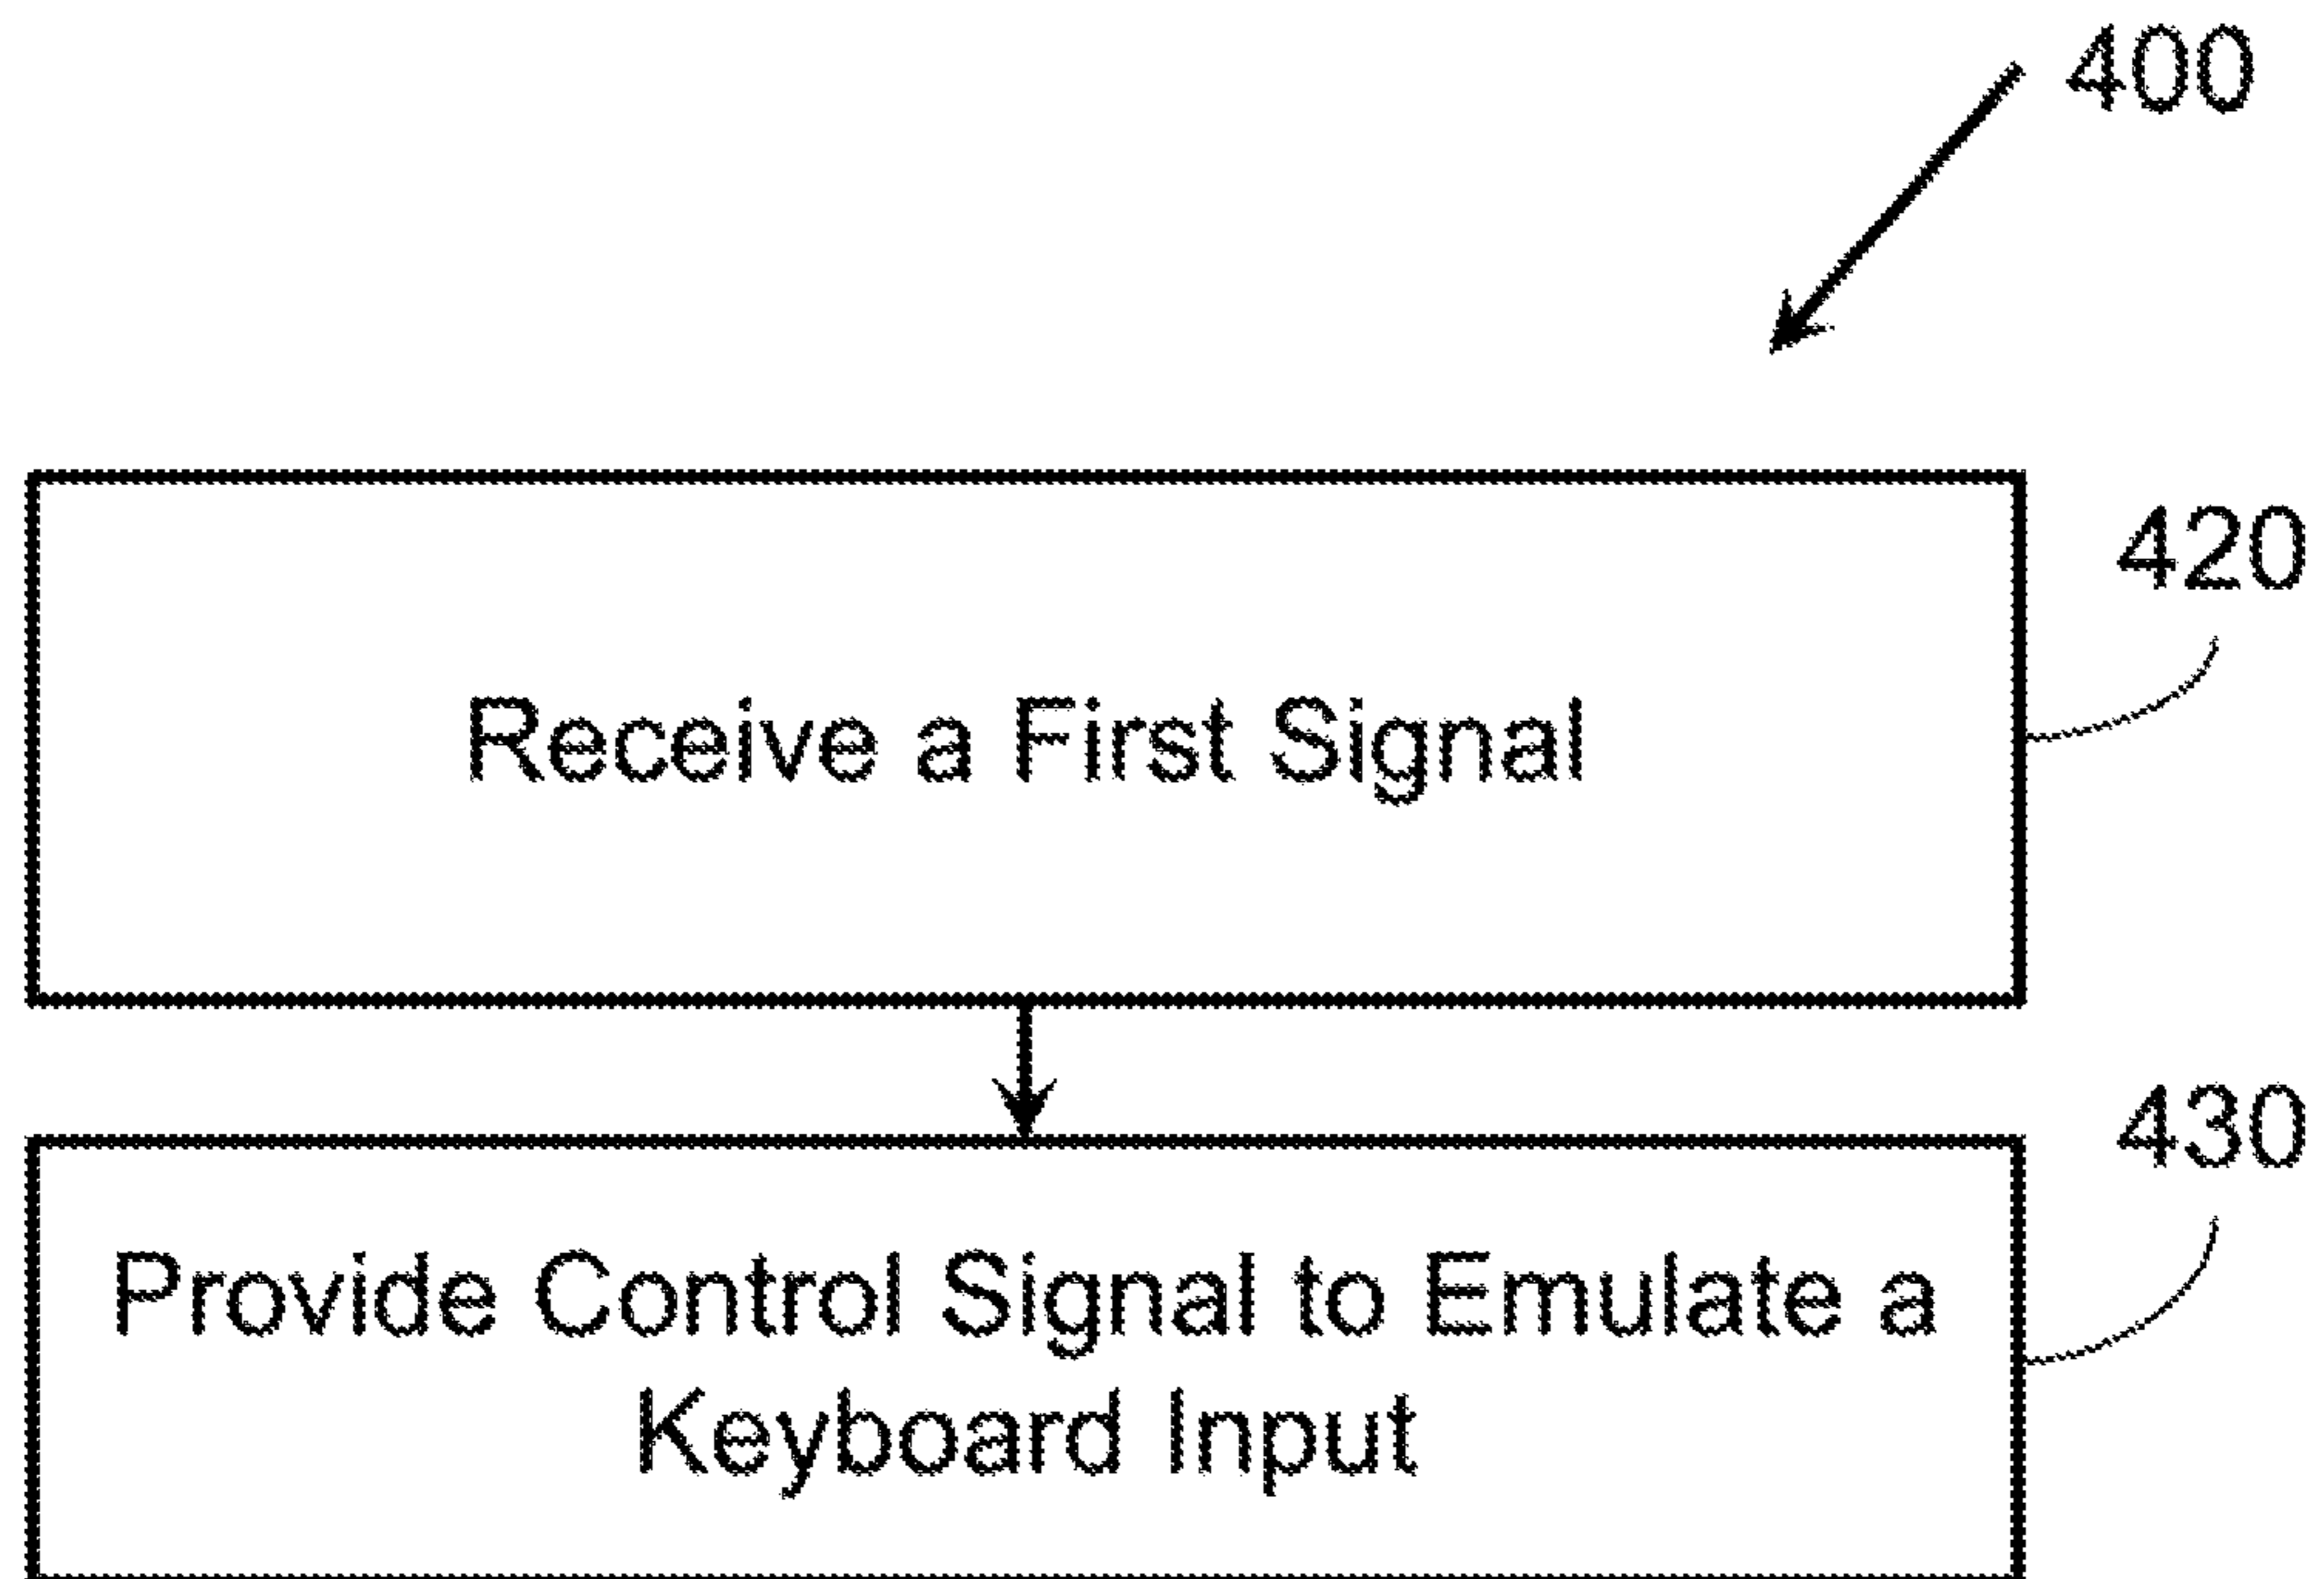 400
420
Receive a First Signal
430
Provide Control Signal to Emulate a
Keyboard Input